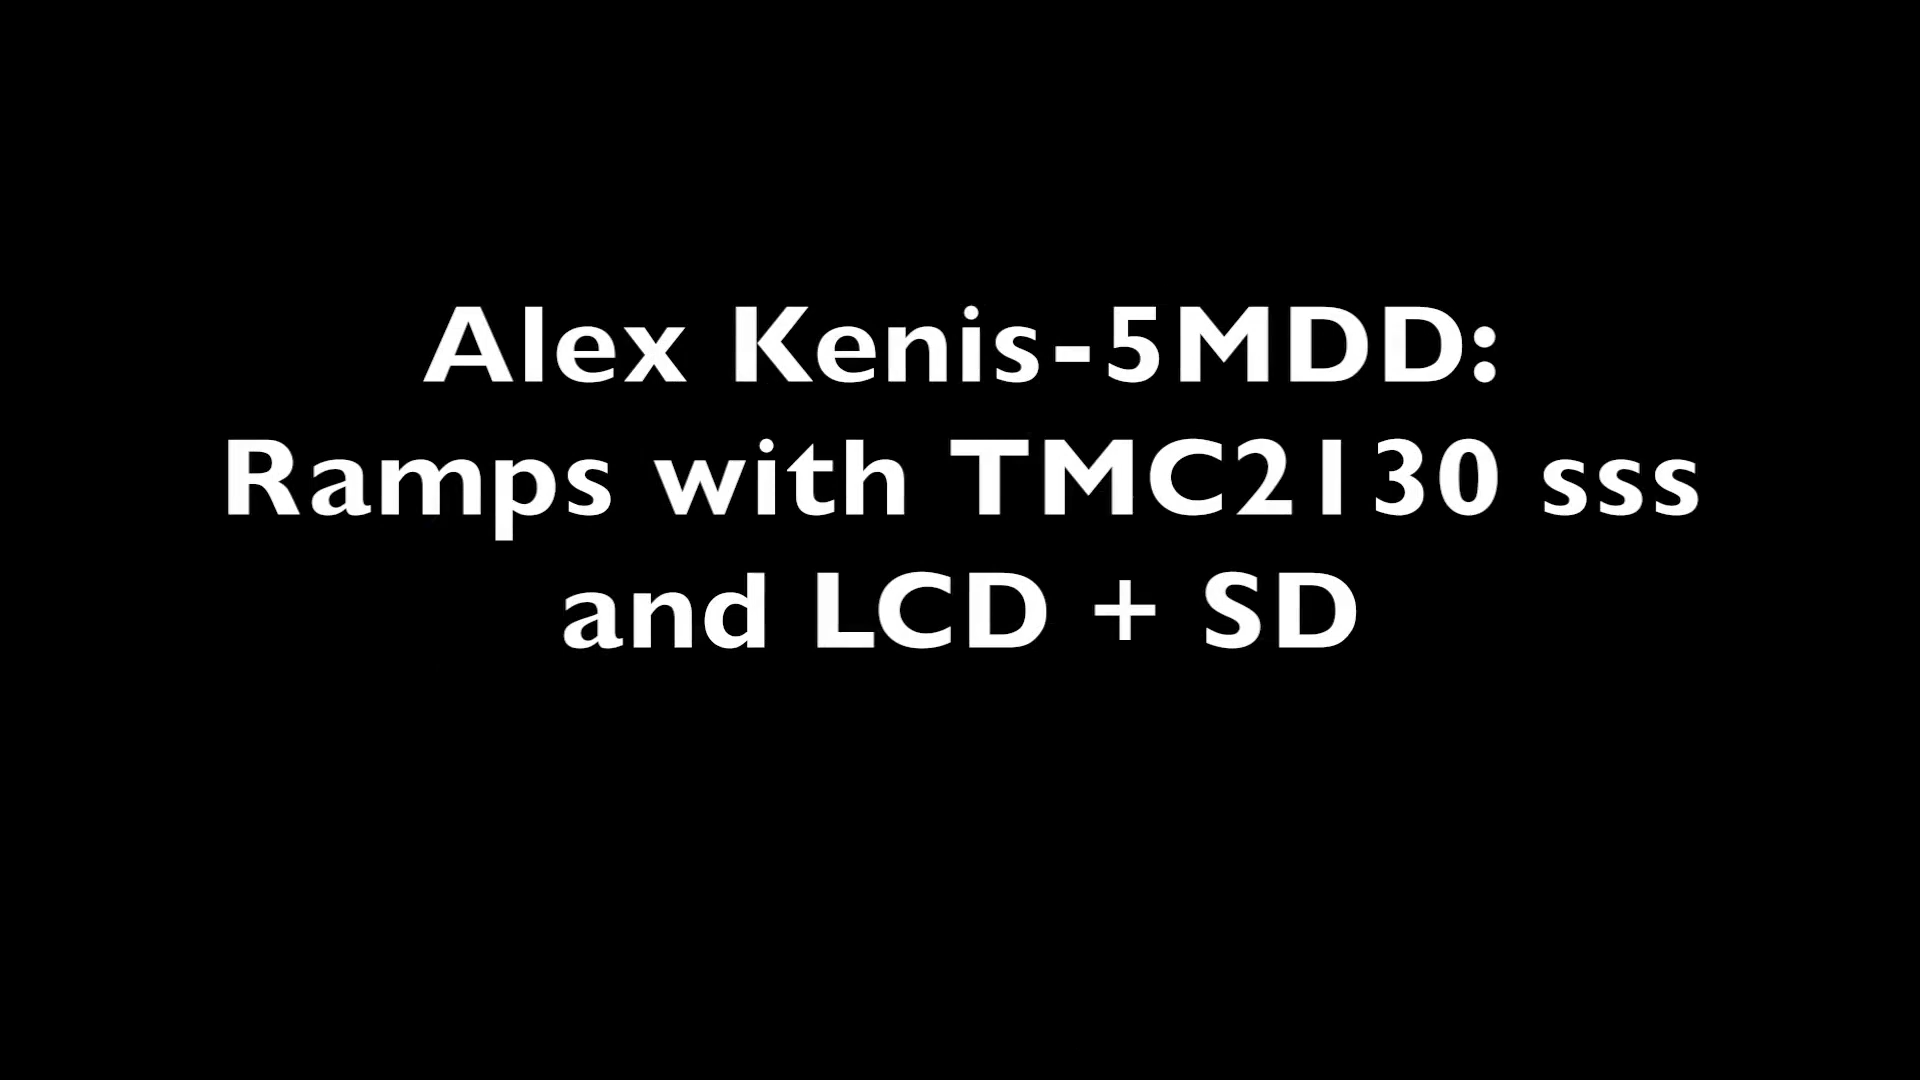 Alex Kenis-5MDD:
Ramps with TMC2130 sss
and LCD + SD